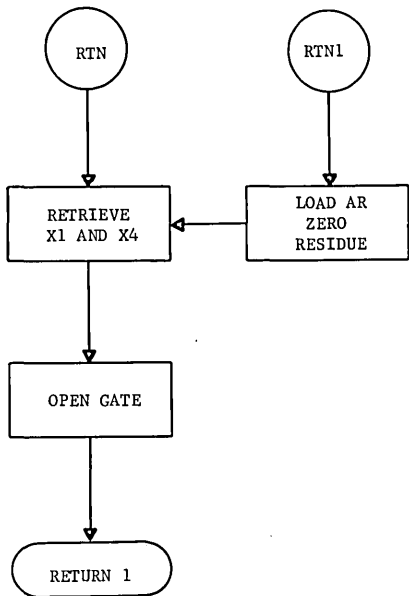 RTN
RTN1
RETRIEVE
X1 AND X4
LOAD AR
ZERO
RESIDUE
OPEN GATE
RETURN 1